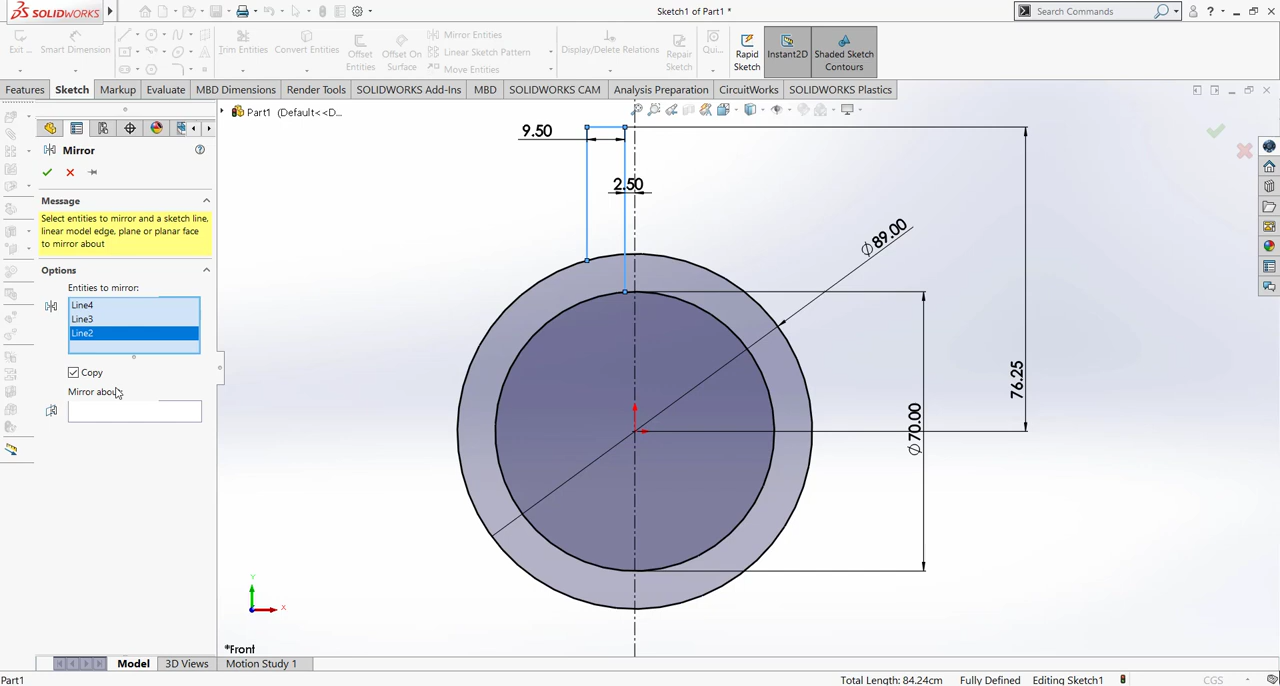 SOLIDWORKS
Sketch1 of Part1 *
Search Commands
?
Exit ...
Smart Dimension
Trim Entities
Convert Entities
Offset Entities
Offset On Surface
Mirror Entities
Linear Sketch Pattern
Move Entities
Display/Delete Relations
Repair Sketch
Qui...
Rapid Sketch
Instant2D
Shaded Sketch Contours
Features
Sketch
Markup
Evaluate
MBD Dimensions
Render Tools
SOLIDWORKS Add-Ins
MBD
SOLIDWORKS CAM
Analysis Preparation
CircuitWorks
SOLIDWORKS Plastics
Part1 (Default<<D...
Mirror
Message
Select entities to mirror and a sketch line,
linear model edge, plane or planar face
to mirror about
Options
Entities to mirror:
Line4
Line3
Line2
Copy
Mirror about:
9.50
2.50
∅89.00
76.25
∅70.00
Y
X
*Front
Model
3D Views
Motion Study 1
Part1
Total Length: 84.24cm
Fully Defined
Editing Sketch1
CGS